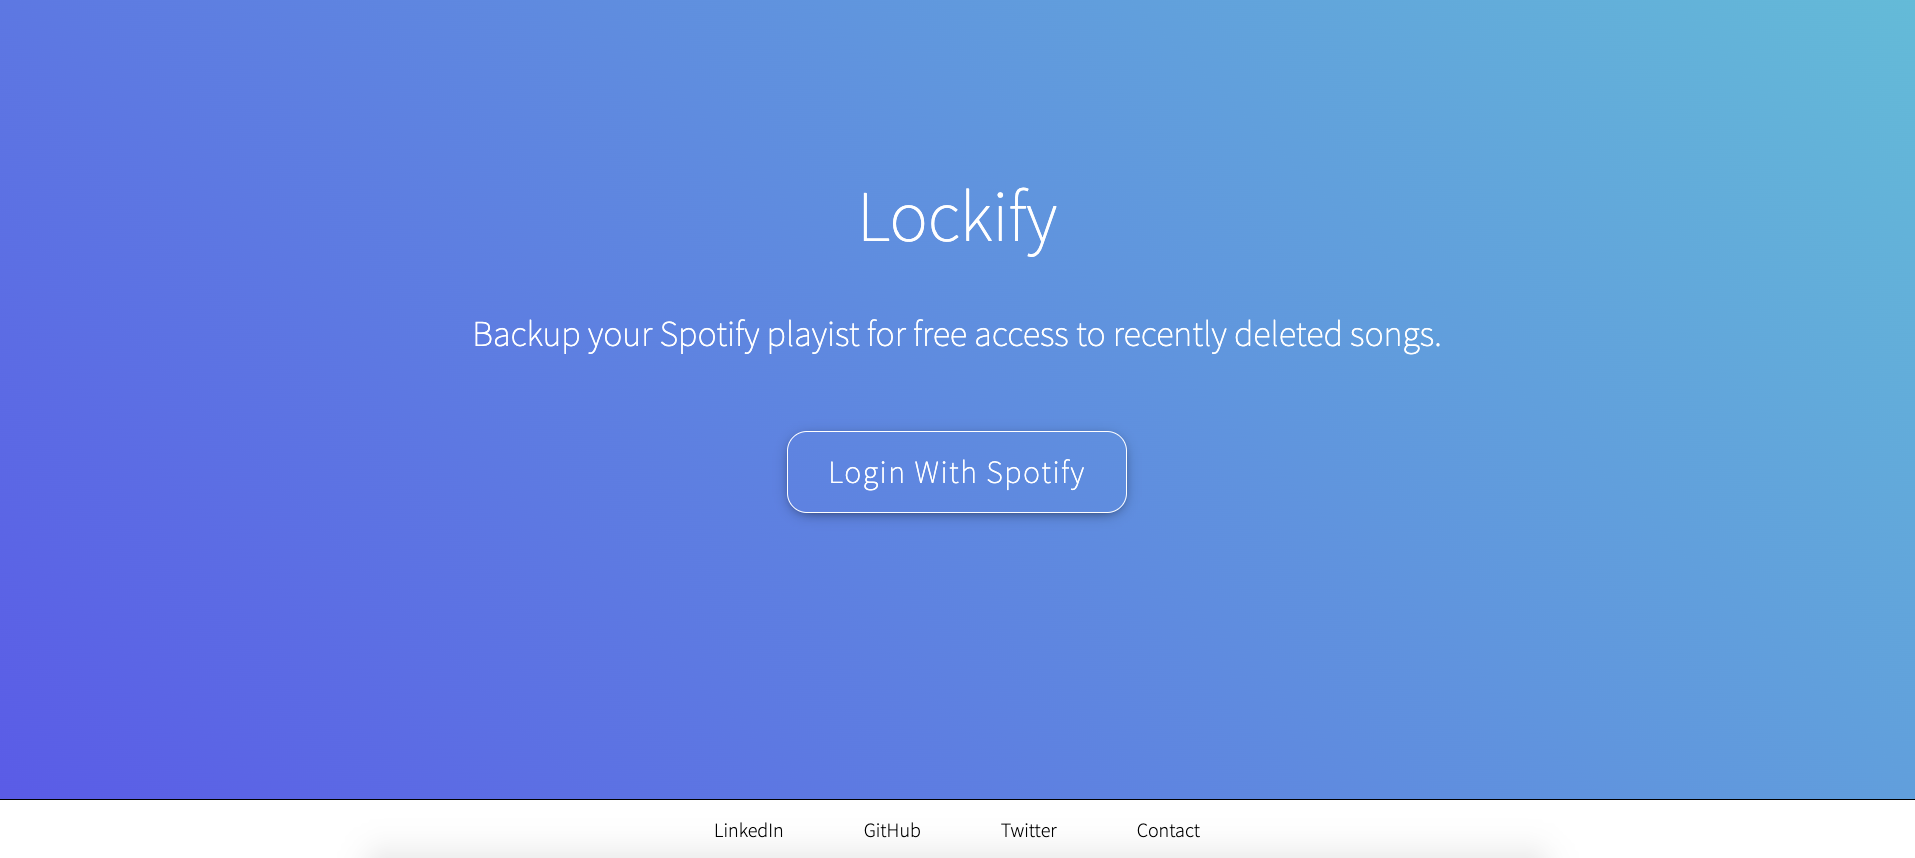 Lockify
Backup your Spotify playist for free access to recently deleted songs.
Login With Spotify
LinkedIn GitHub Twitter Contact